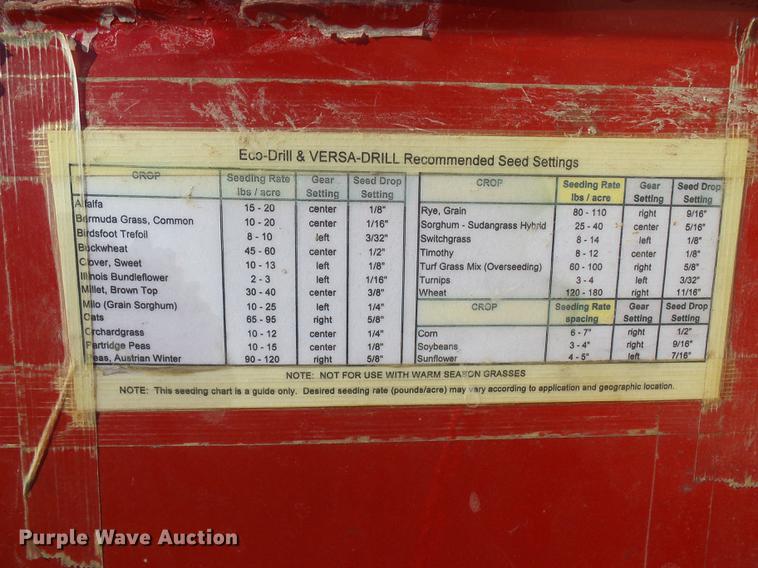 Eco-Drill & VERSA-DRILL Recommended Seed Settings
CROP Seeding Rate lbs / acre Gear Setting Seed Drop Setting
Alfalfa 15 - 20 center 1/8"
Bermuda Grass, Common 10 - 20 center 1/16"
Birdsfoot Trefoil 8 - 10 left 3/32"
Buckwheat 45 - 60 center 1/2"
Clover, Sweet 10 - 13 left 1/8"
Illinois Bundleflower 2 - 3 left 1/16"
Millet, Brown Top 30 - 40 center 3/8"
Milo (Grain Sorghum) 10 - 25 left 1/4"
Oats 65 - 95 right 5/8"
Orchardgrass 10 - 12 center 1/4"
Partridge Peas 10 - 15 center 1/8"
Peas, Austrian Winter 90 - 120 right 5/8"
CROP Seeding Rate lbs / acre Gear Setting Seed Drop Setting
Rye, Grain 80 - 110 right 9/16"
Sorghum - Sudangrass Hybrid 25 - 40 center 5/16"
Switchgrass 8 - 14 left 1/8"
Timothy 8 - 12 center 1/8"
Turf Grass Mix (Overseeding) 60 - 100 right 5/8"
Turnips 3 - 4 left 3/32"
Wheat 120 - 180 right 11/16"
CROP Seeding Rate spacing Gear Setting Seed Drop Setting
Corn 6 - 7" right 1/2"
Soybeans 3 - 4" right 9/16"
Sunflower 4 - 5" left 7/16"
NOTE: NOT FOR USE WITH WARM SEASON GRASSES
NOTE: This seeding chart is a guide only. Desired seeding rate (pounds/acre) may vary according to application and geographic location.
Purple Wave Auction